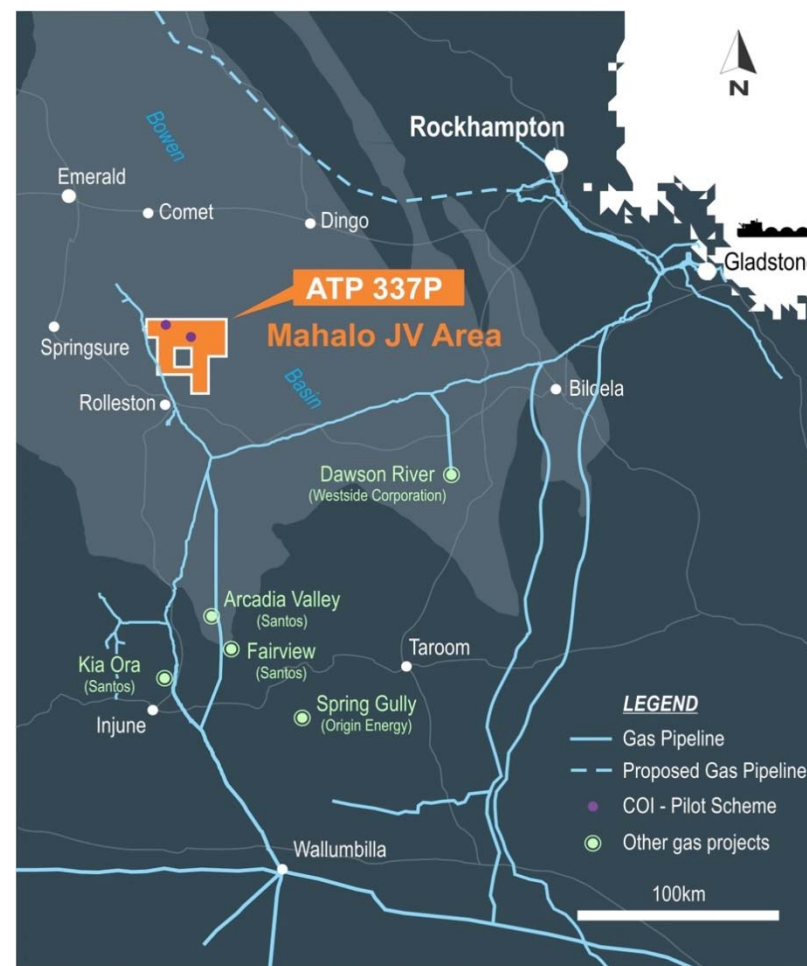 N
Bowen
Rockhampton
Emerald
Comet
Dingo
Gladstone
ATP 337P
Mahalo JV Area
Springsure
Basin
Biloela
Rolleston
Dawson River
(Westside Corporation)
Arcadia Valley
(Santos)
Fairview
(Santos)
Taroom
Kia Ora
(Santos)
Injune
Spring Gully
(Origin Energy)
LEGEND
Gas Pipeline
Proposed Gas Pipeline
COI - Pilot Scheme
Other gas projects
Wallumbilla
100km